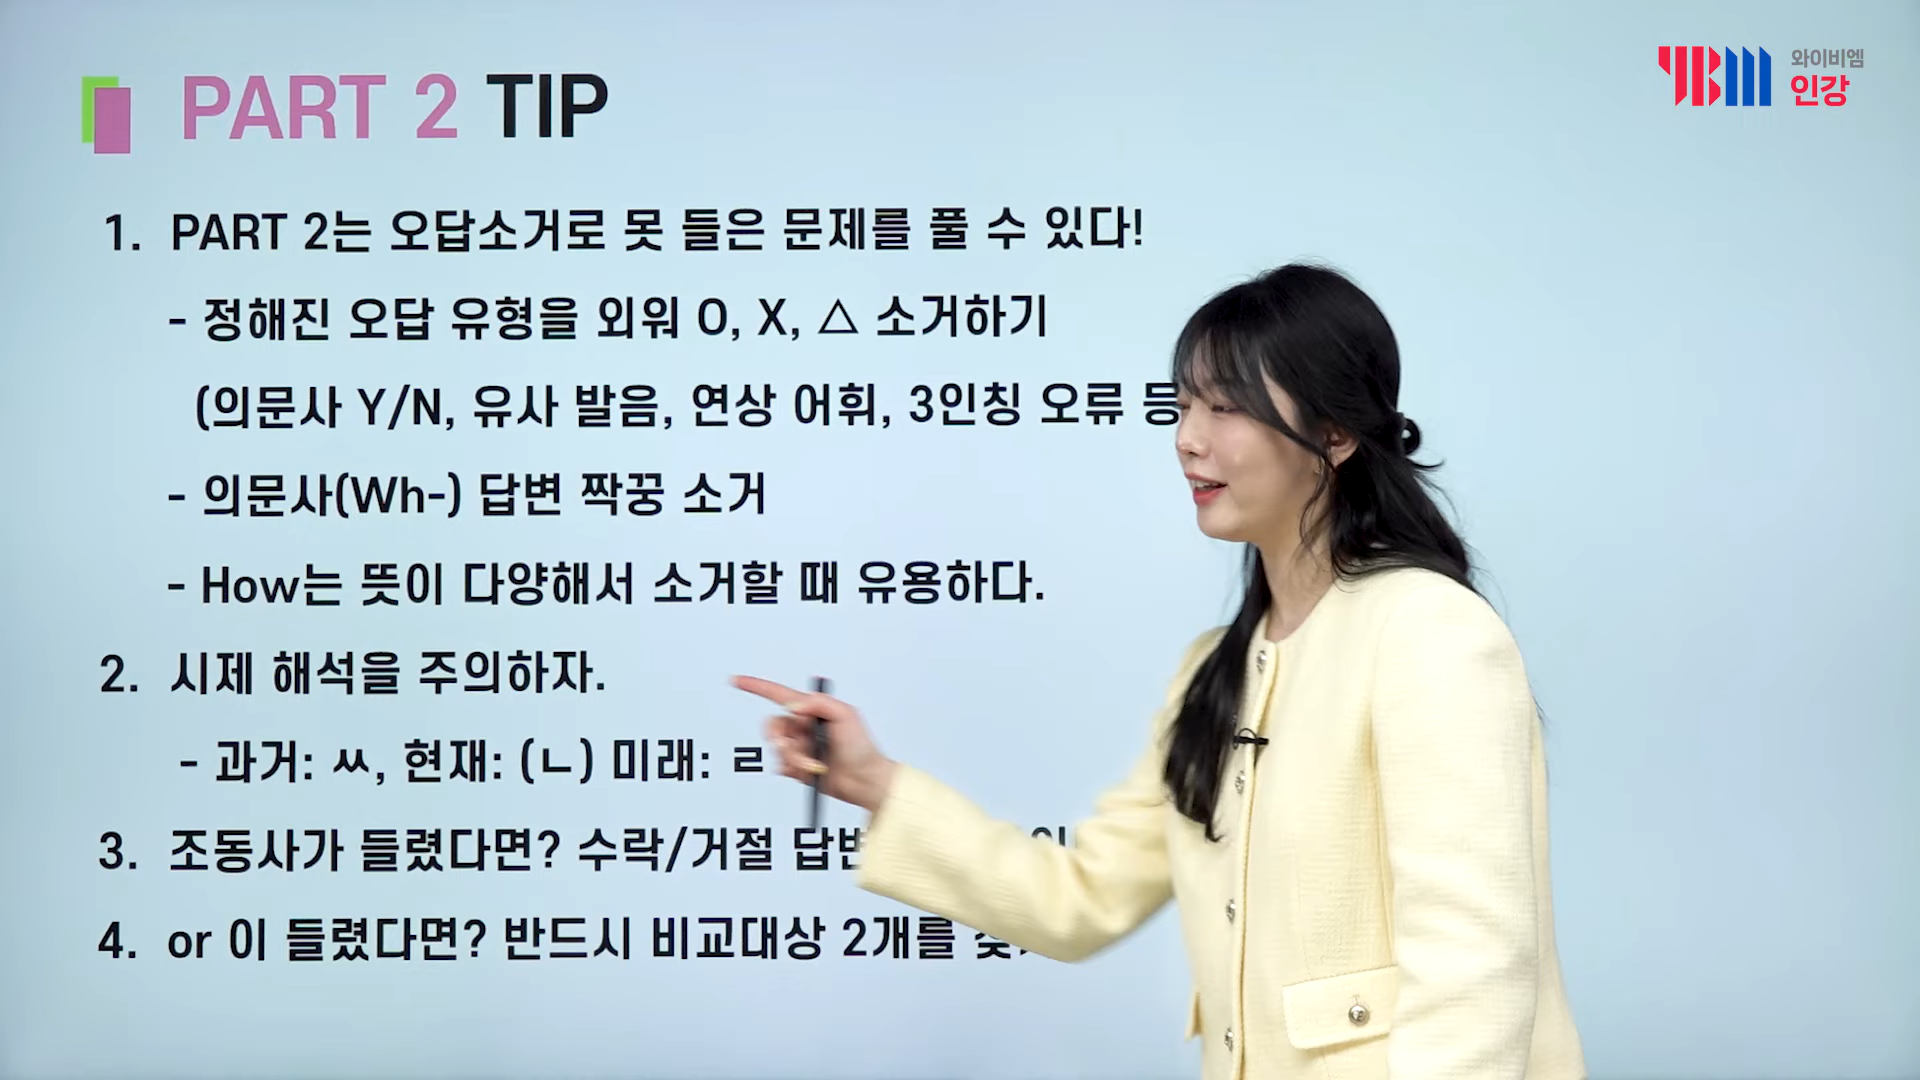 PART 2 TIP
YBM 와이비엠
인강
1. PART 2는 오답소거로 못 들은 문제를 풀 수 있다!
- 정해진 오답 유형을 외워 O, X, △ 소거하기
(의문사 Y/N, 유사 발음, 연상 어휘, 3인칭 오류 등
- 의문사(Wh-) 답변 짝꿍 소거
- How는 뜻이 다양해서 소거할 때 유용하다.
2. 시제 해석을 주의하자.
- 과거: ㅆ, 현재: (ㄴ) 미래: ㄹ
3. 조동사가 들렸다면? 수락/거절
4. or 이 들렸다면? 반드시 비교대상 2개를